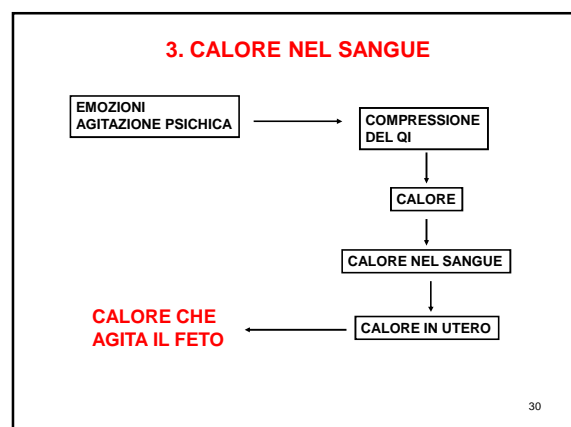 3. CALORE NEL SANGUE
EMOZIONI
AGITAZIONE PSICHICA
COMPRESSIONE
DEL QI
CALORE
CALORE NEL SANGUE
CALORE IN UTERO
CALORE CHE
AGITA IL FETO
30